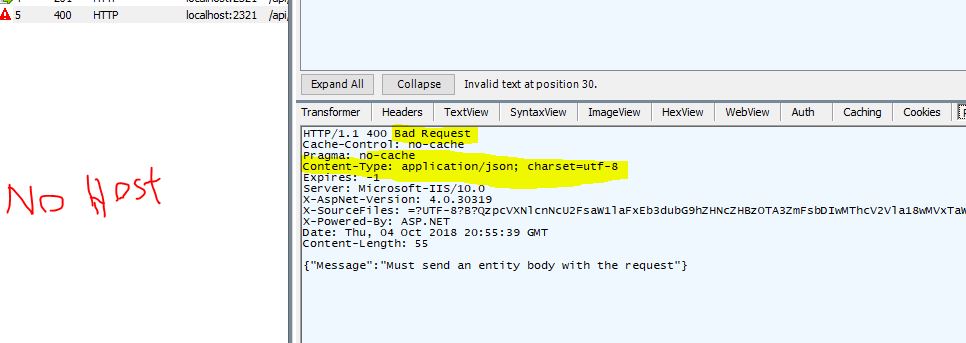 5 400 HTTP localhost:2321 /api/
No Host
Expand All Collapse Invalid text at position 30.
Transformer Headers TextView SyntaxView ImageView HexView WebView Auth Caching Cookies
HTTP/1.1 400 Bad Request
Cache-Control: no-cache
Pragma: no-cache
Content-Type: application/json; charset=utf-8
Expires: -1
Server: Microsoft-IIS/10.0
X-AspNet-Version: 4.0.30319
X-SourceFiles:
X-Powered-By: ASP.NET
Date: Thu, 04 Oct 2018 20:55:39 GMT
Content-Length: 55
{"Message":"Must send an entity body with the request"}